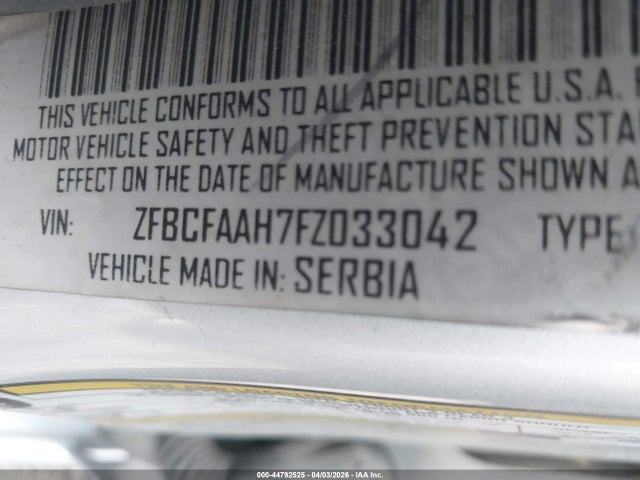 THIS VEHICLE CONFORMS TO ALL APPLICABLE U.S.A.
MOTOR VEHICLE SAFETY AND THEFT PREVENTION STA
EFFECT ON THE DATE OF MANUFACTURE SHOWN A
VIN: ZFBCFAAH7FZ033042 TYPE
VEHICLE MADE IN: SERBIA
000-44792525 - 04/03/2026 - IAA Inc.